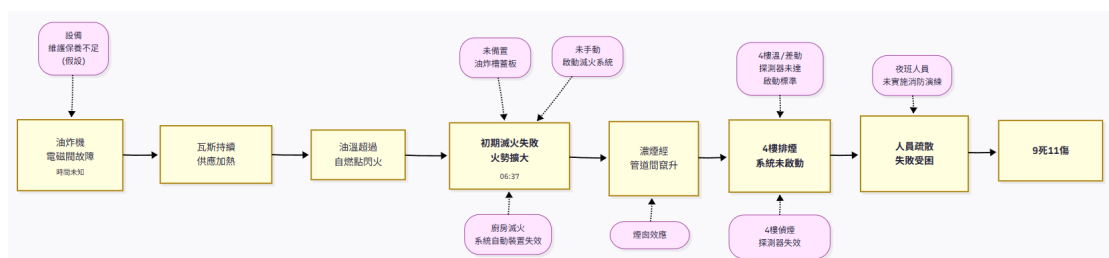 設備
維護保養不足
(假設)
未備置
油炸槽蓋板
未手動
啟動滅火系統
4樓溫/差動
探測器未達
啟動標準
夜班人員
未實施消防演練
油炸機
電磁閥故障
時間未知
瓦斯持續
供應加熱
油溫超過
自燃點閃火
初期滅火失敗
火勢擴大
06:37
濃煙經
管道間竄升
4樓排煙
系統未啟動
人員疏散
失敗受困
9死11傷
廚房滅火
系統自動裝置失效
煙囪效應
4樓偵煙
探測器失效